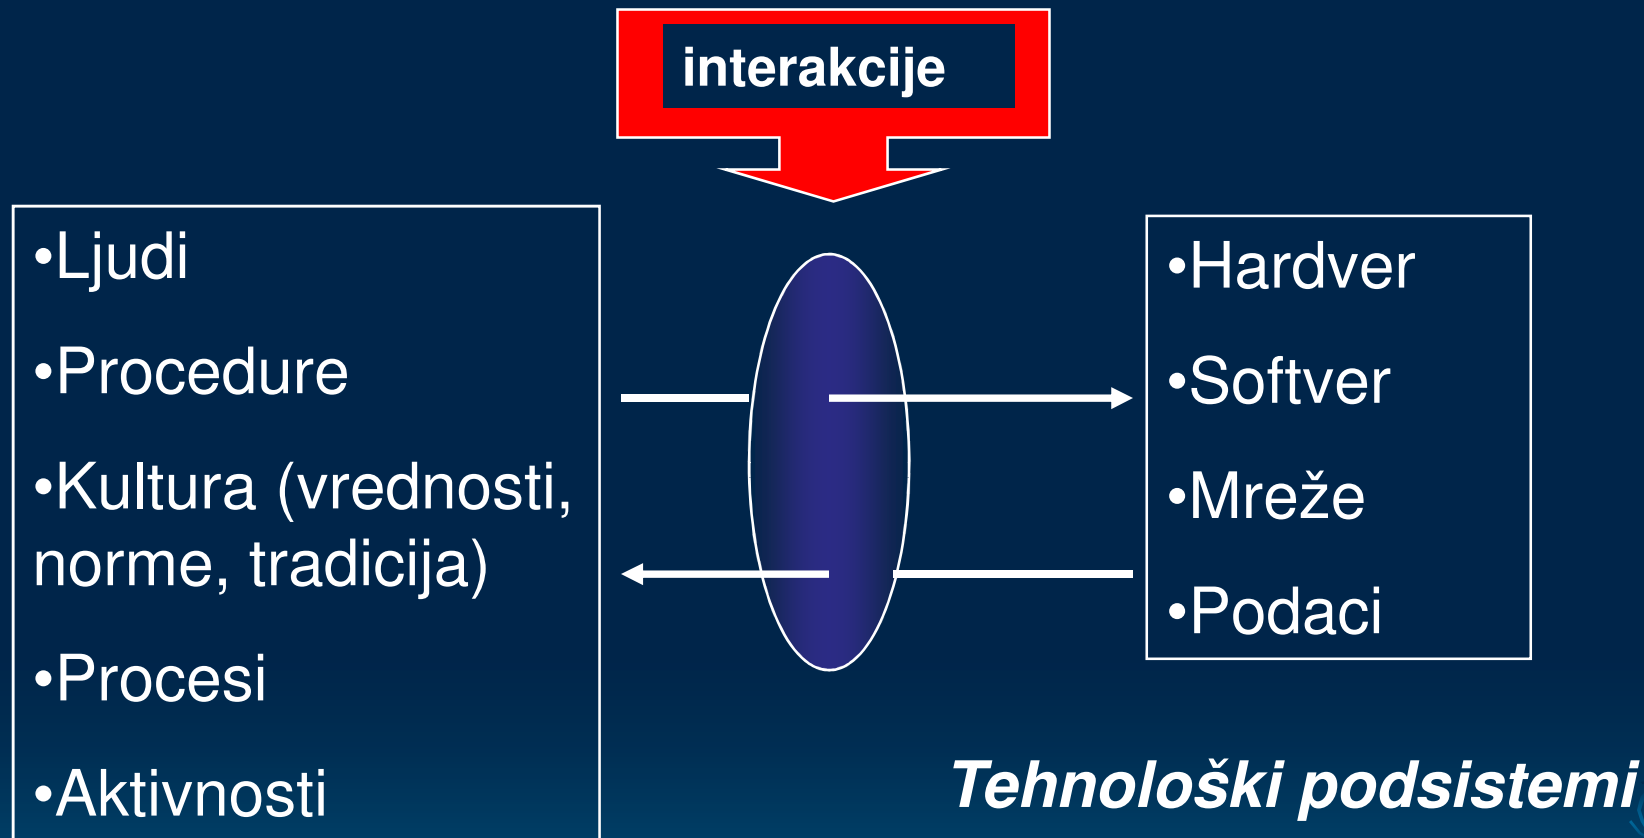 interakcije
•Ljudi
•Procedure
•Kultura (vrednosti,
norme, tradicija)
•Procesi
•Aktivnosti
•Hardver
•Softver
•Mreže
•Podaci
Tehnološki podsistemi